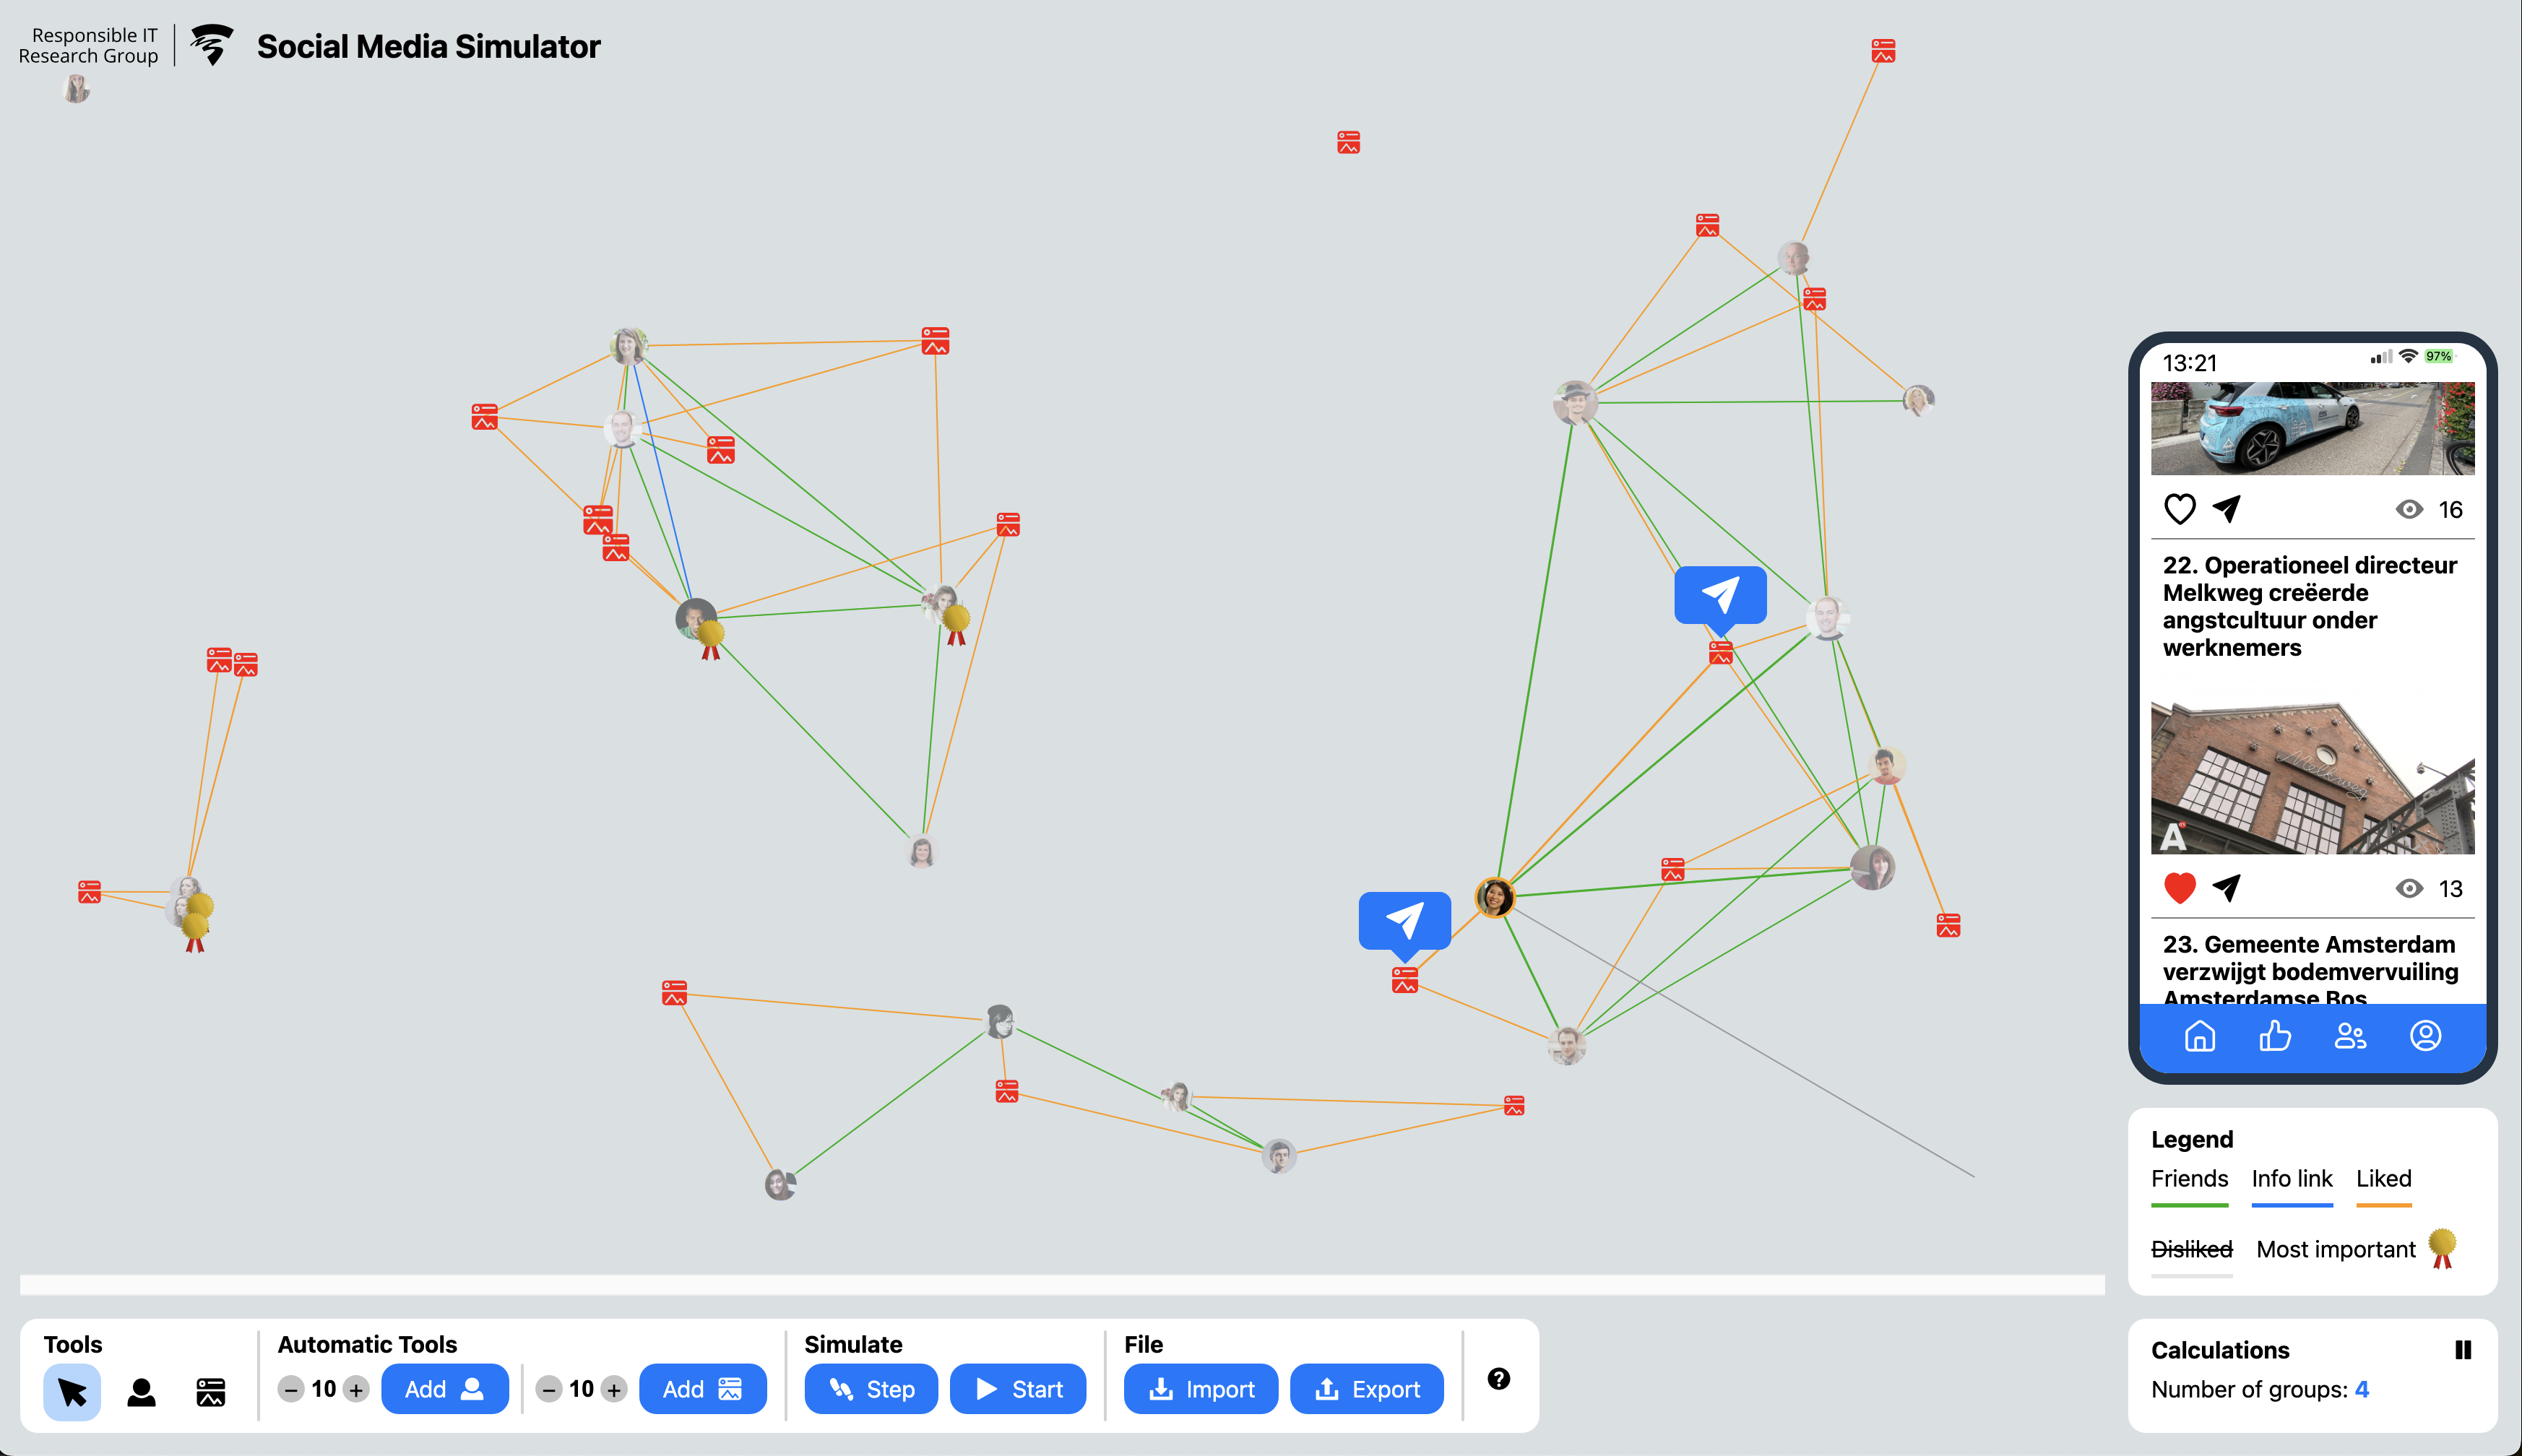 Responsible IT
Research Group
Social Media Simulator
13:21
97%
16
22. Operationeel directeur
Melkweg creëerde
angstcultuur onder
werknemers
A
13
23. Gemeente Amsterdam
verzwijgt bodemvervuiling
Amsterdamse Bos
Legend
Friends
Info link
Liked
Disliked
Most important
Tools
Automatic Tools
10
Add
10
Add
Simulate
Step
Start
File
Import
Export
?
Calculations
Number of groups: 4